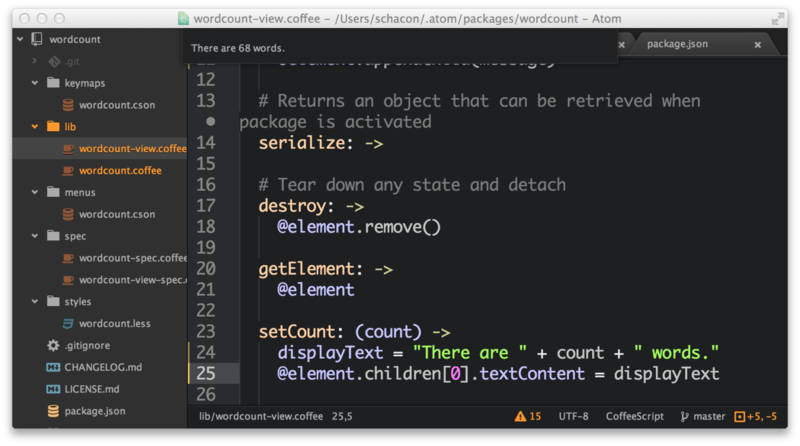 wordcount-view.coffee – /Users/schacon/.atom/packages/wordcount – Atom
wordcount
There are 68 words.
package.json
.git
keymaps
wordcount.cson
lib
wordcount-view.coffee
wordcount.coffee
menus
wordcount.cson
spec
wordcount-spec.coffee
wordcount-view-spec.
styles
wordcount.less
.gitignore
CHANGELOG.md
LICENSE.md
package.json
12
13 # Returns an object that can be retrieved when
package is activated
14 serialize: ->
15
16 # Tear down any state and detach
17 destroy: ->
18 @element.remove()
19
20 getElement: ->
21 @element
22
23 setCount: (count) ->
24 displayText = "There are " + count + " words."
25 @element.children[0].textContent = displayText
26
lib/wordcount-view.coffee 25,5 15 UTF-8 CoffeeScript master +5, -5